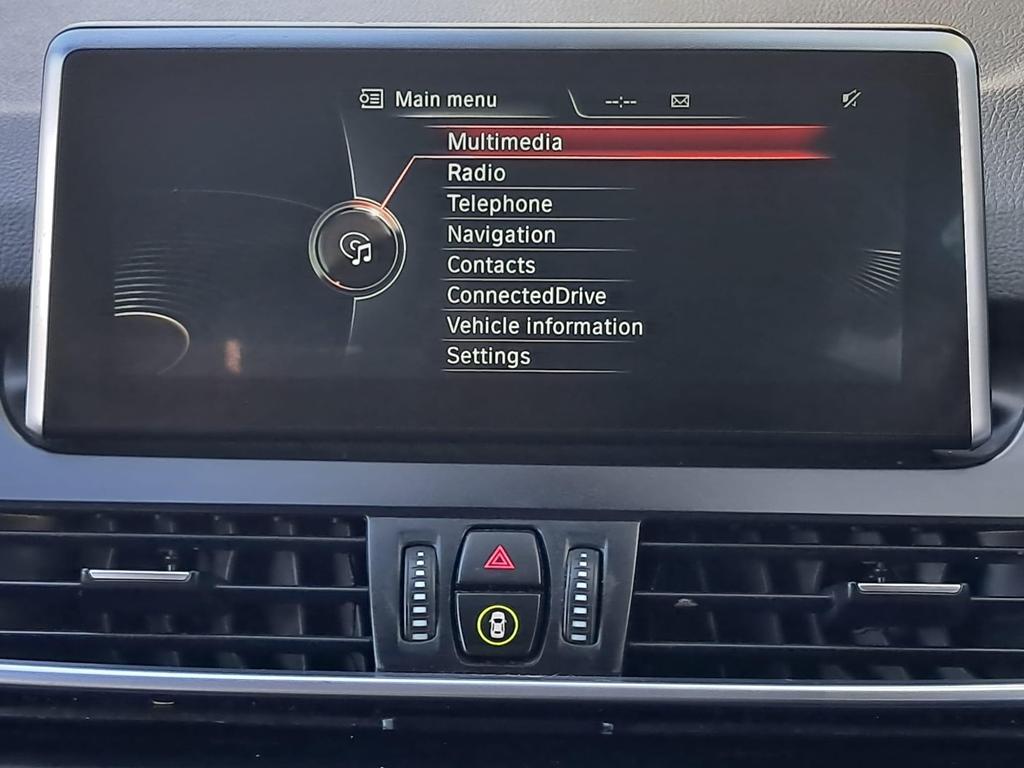 Main menu
--:--
Multimedia
Radio
Telephone
Navigation
Contacts
ConnectedDrive
Vehicle information
Settings